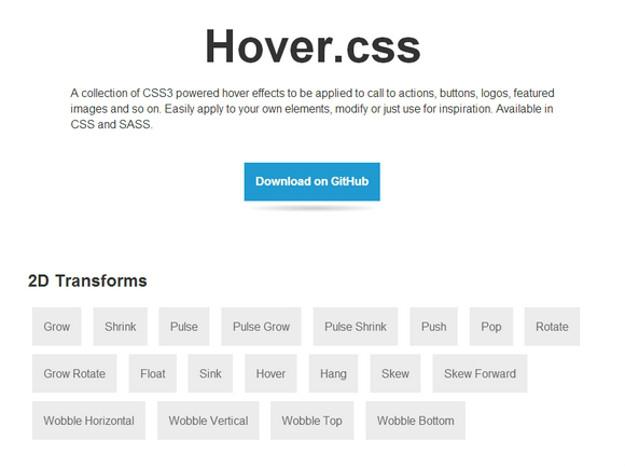 Hover.css
A collection of CSS3 powered hover effects to be applied to call to actions, buttons, logos, featured
images and so on. Easily apply to your own elements, modify or just use for inspiration. Available in
CSS and SASS.
Download on GitHub
2D Transforms
Grow Shrink Pulse Pulse Grow Pulse Shrink Push Pop Rotate
Grow Rotate Float Sink Hover Hang Skew Skew Forward
Wobble Horizontal Wobble Vertical Wobble Top Wobble Bottom